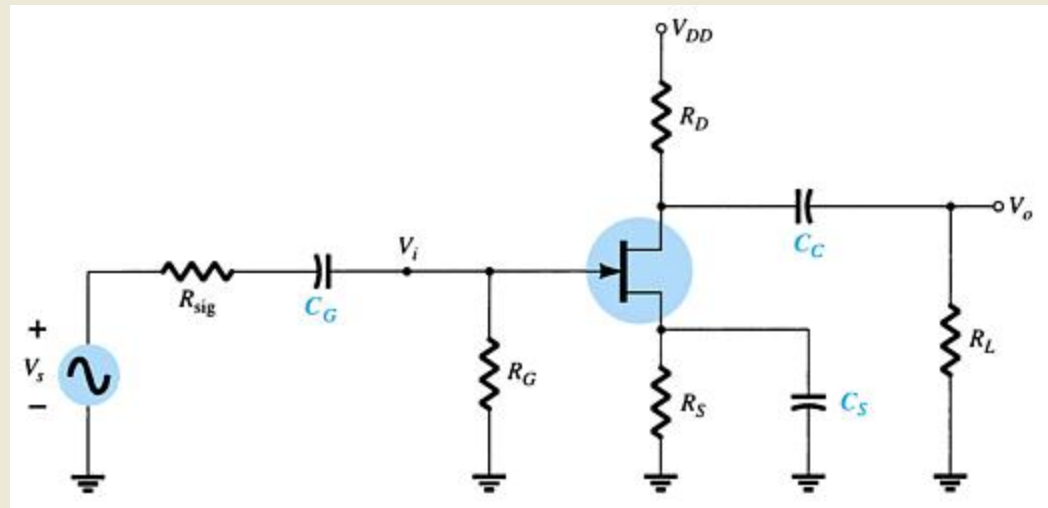 V_DD
R_D
V_o
C_C
V_i
R_sig
C_G
+
V_s
−
R_G
R_S
C_S
R_L